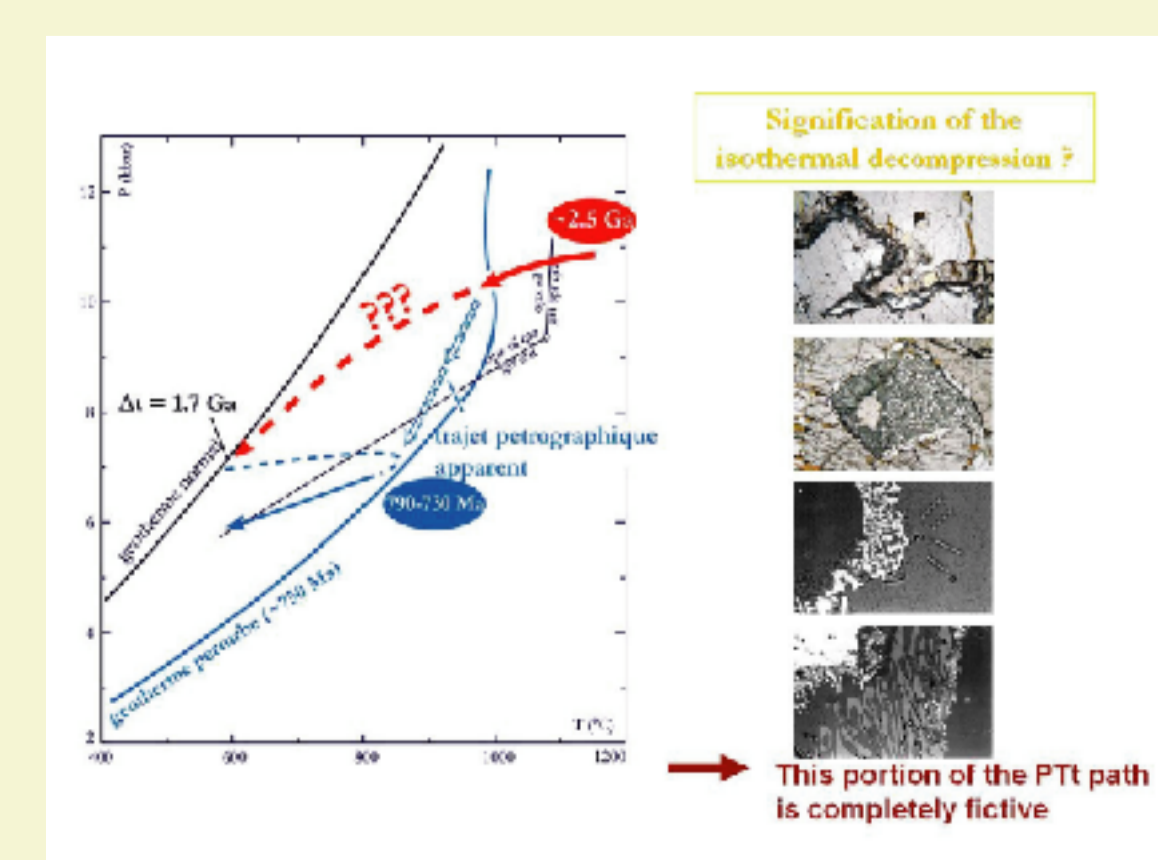 Signification of the
isothermal decompression ?
P (kbar)
12
10
8
6
4
2
400
600
800
1000
1200
T (°C)
~2.5 Ga
???
Δt = 1.7 Ga
geotherme normal
trajet petrographique
apparent
790-730 Ma
geotherme perturbé (~750 Ma)
This portion of the PTt path
is completely fictive